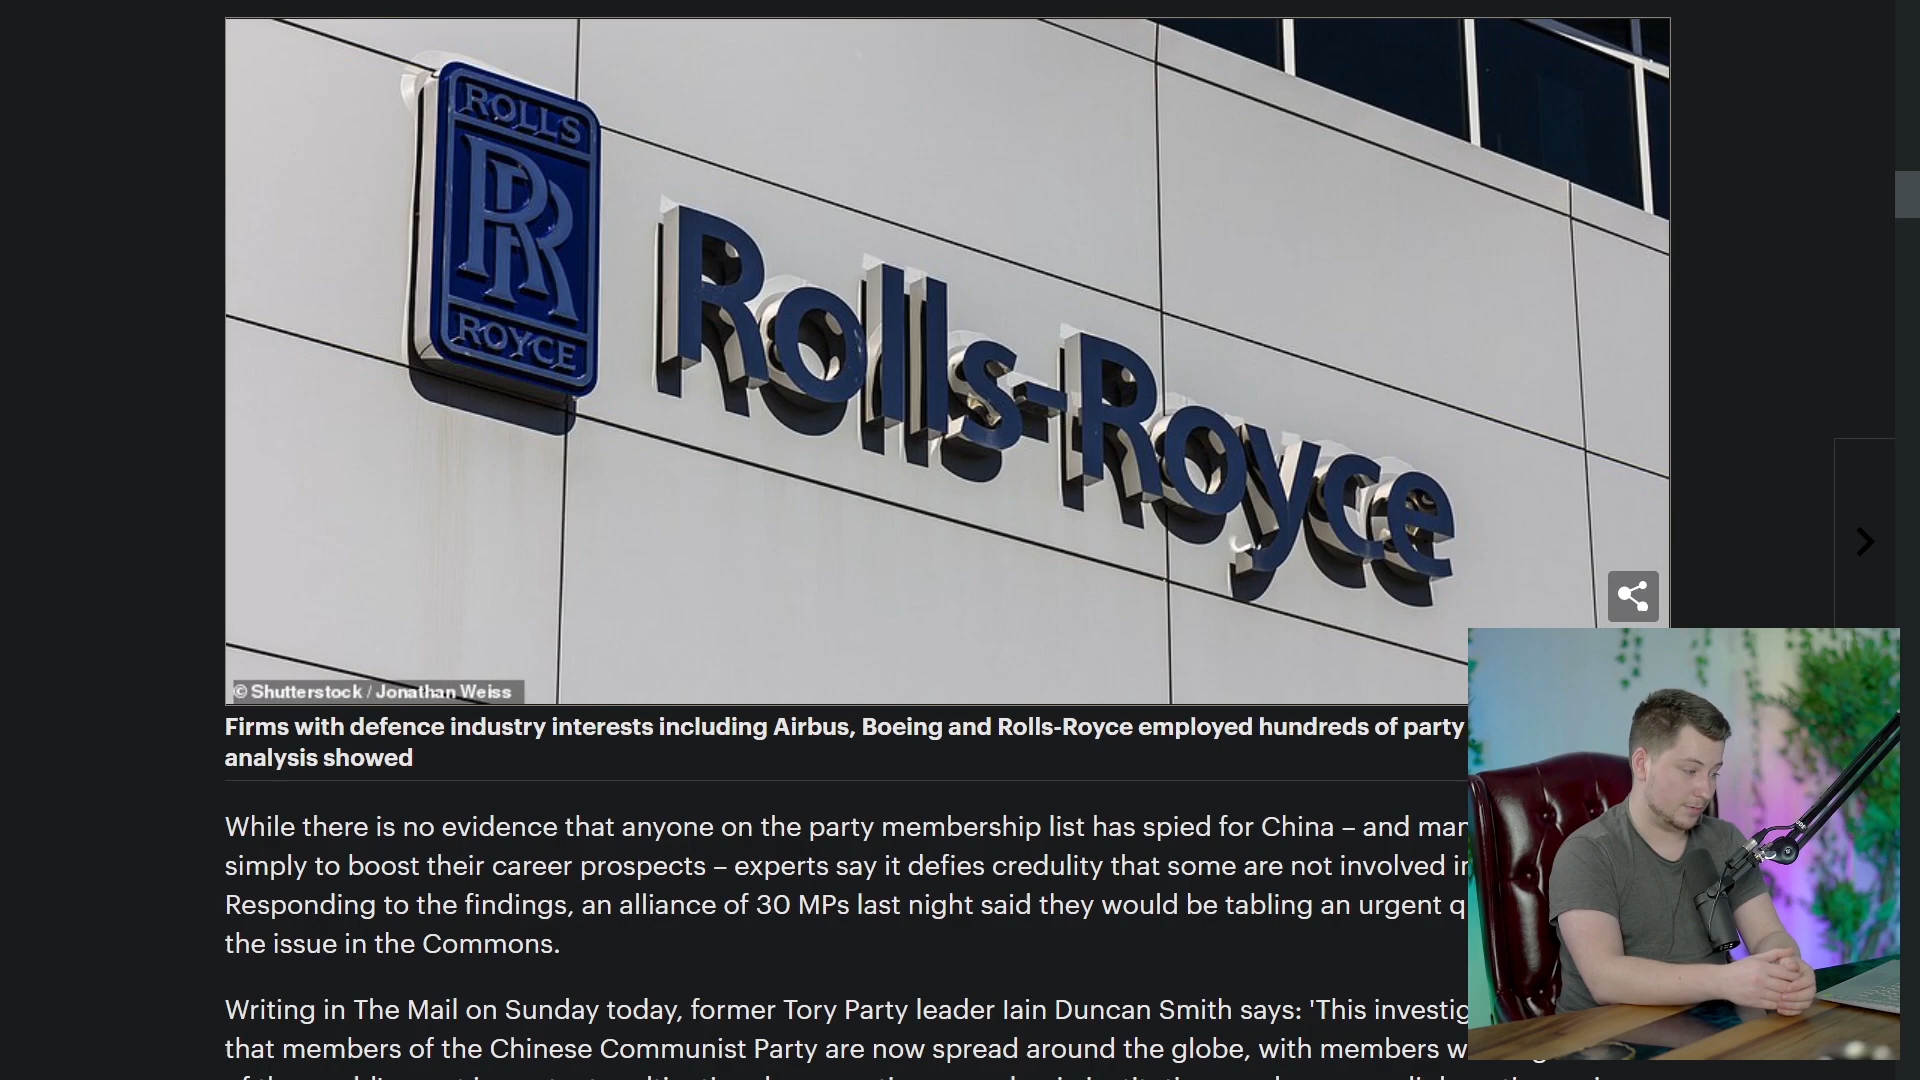 ROLLS
RR
ROYCE
Rolls-Royce
© Shutterstock / Jonathan Weiss
Firms with defence industry interests including Airbus, Boeing and Rolls-Royce employed hundreds of party
analysis showed
While there is no evidence that anyone on the party membership list has spied for China – and
simply to boost their career prospects – experts say it defies credulity that some are not involved
Responding to the findings, an alliance of 30 MPs last night said they would be tabling an urgent
the issue in the Commons.
Writing in The Mail on Sunday today, former Tory Party leader Iain Duncan Smith says: 'This
that members of the Chinese Communist Party are now spread around the globe, with members